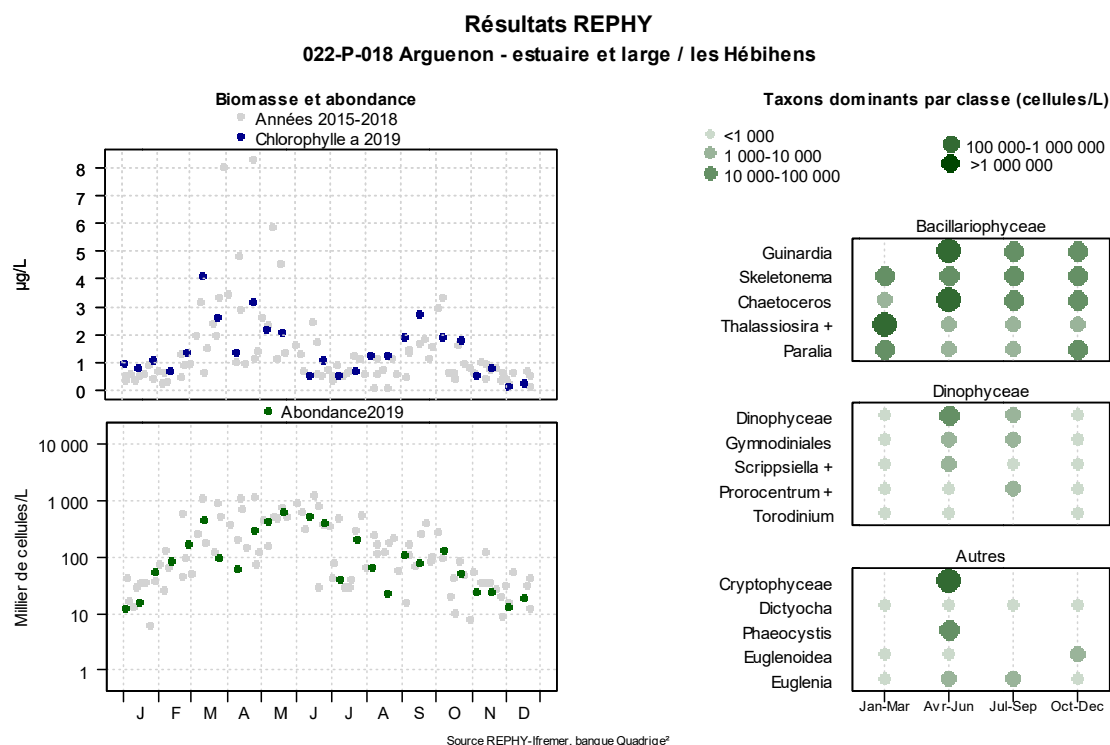 Résultats REPHY
022-P-018 Arguenon - estuaire et large / les Hébihens
Biomasse et abondance
Années 2015-2018
Chlorophylle a 2019
µg/L
8
7
6
5
4
3
2
1
0
Abondance2019
Millier de cellules/L
10 000
1 000
100
10
1
J F M A M J J A S O N D
Taxons dominants par classe (cellules/L)
<1 000
1 000-10 000
10 000-100 000
100 000-1 000 000
>1 000 000
Bacillariophyceae
Guinardia
Skeletonema
Chaetoceros
Thalassiosira +
Paralia
Dinophyceae
Dinophyceae
Gymnodiniales
Scrippsiella +
Prorocentrum +
Torodinium
Autres
Cryptophyceae
Dictyocha
Phaeocystis
Euglenoidea
Euglenia
Jan-Mar Avr-Jun Jul-Sep Oct-Dec
Source REPHY-Ifremer, banque Quadrige²